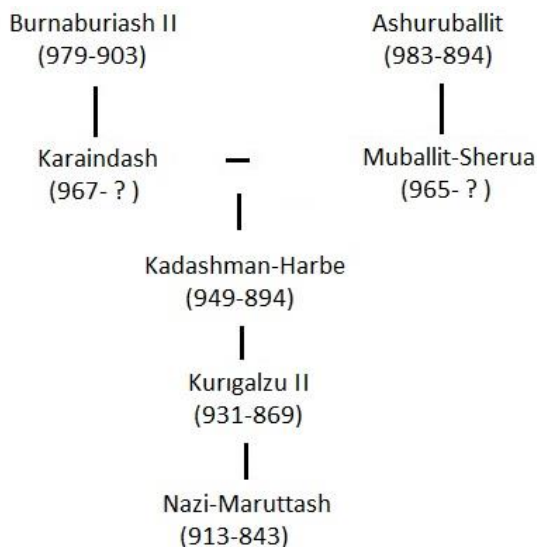 Burnaburiash II
(979-903)
Ashuruballit
(983-894)
Karaindash
(967- ? )
Muballit-Sherua
(965- ? )
Kadashman-Harbe
(949-894)
Kurıgalzu II
(931-869)
Nazi-Maruttash
(913-843)